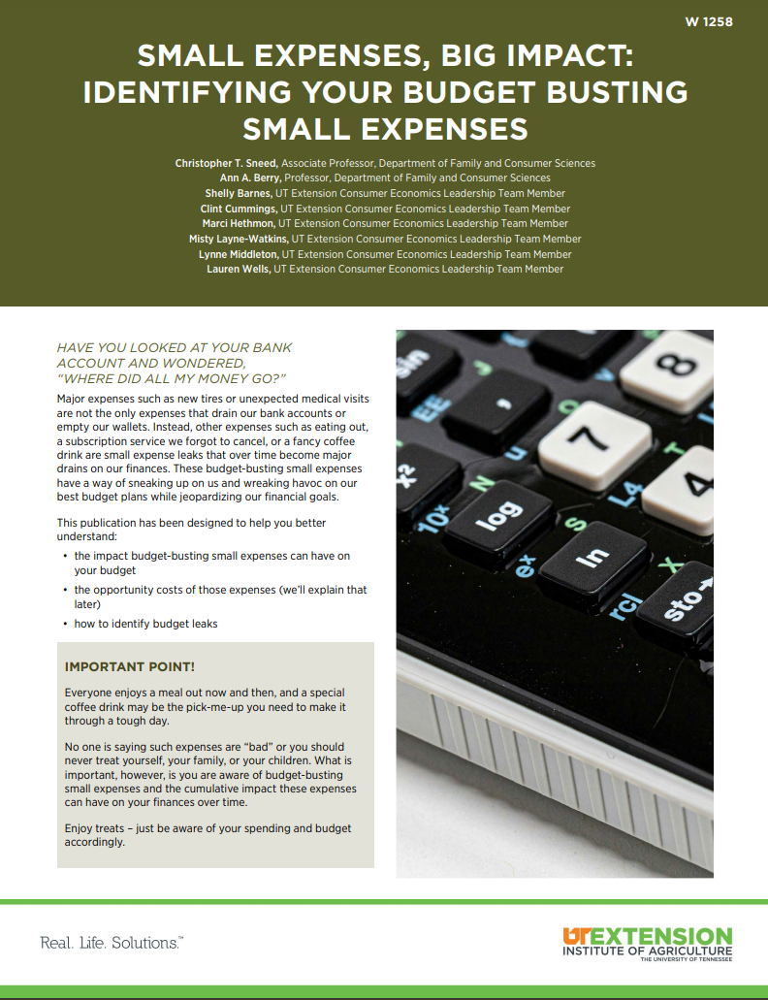 W 1258
SMALL EXPENSES, BIG IMPACT:
IDENTIFYING YOUR BUDGET BUSTING
SMALL EXPENSES
Christopher T. Sneed, Associate Professor, Department of Family and Consumer Sciences
Ann A. Berry, Professor, Department of Family and Consumer Sciences
Shelly Barnes, UT Extension Consumer Economics Leadership Team Member
Clint Cummings, UT Extension Consumer Economics Leadership Team Member
Marci Hethmon, UT Extension Consumer Economics Leadership Team Member
Misty Layne-Watkins, UT Extension Consumer Economics Leadership Team Member
Lynne Middleton, UT Extension Consumer Economics Leadership Team Member
Lauren Wells, UT Extension Consumer Economics Leadership Team Member
HAVE YOU LOOKED AT YOUR BANK
ACCOUNT AND WONDERED,
“WHERE DID ALL MY MONEY GO?”
Major expenses such as new tires or unexpected medical visits
are not the only expenses that drain our bank accounts or
empty our wallets. Instead, other expenses such as eating out,
a subscription service we forgot to cancel, or a fancy coffee
drink are small expense leaks that over time become major
drains on our finances. These budget-busting small expenses
have a way of sneaking up on us and wreaking havoc on our
best budget plans while jeopardizing our financial goals.
This publication has been designed to help you better
understand:
• the impact budget-busting small expenses can have on
your budget
• the opportunity costs of those expenses (we’ll explain that
later)
• how to identify budget leaks
IMPORTANT POINT!
Everyone enjoys a meal out now and then, and a special
coffee drink may be the pick-me-up you need to make it
through a tough day.
No one is saying such expenses are “bad” or you should
never treat yourself, your family, or your children. What is
important, however, is you are aware of budget-busting
small expenses and the cumulative impact these expenses
can have on your finances over time.
Enjoy treats – just be aware of your spending and budget
accordingly.
sin J 8
EE , O
x² u 7 T
10ˣ N log L4 4
eˣ S ln X
rcl sto→
Real. Life. Solutions.™
UT EXTENSION
INSTITUTE OF AGRICULTURE
THE UNIVERSITY OF TENNESSEE